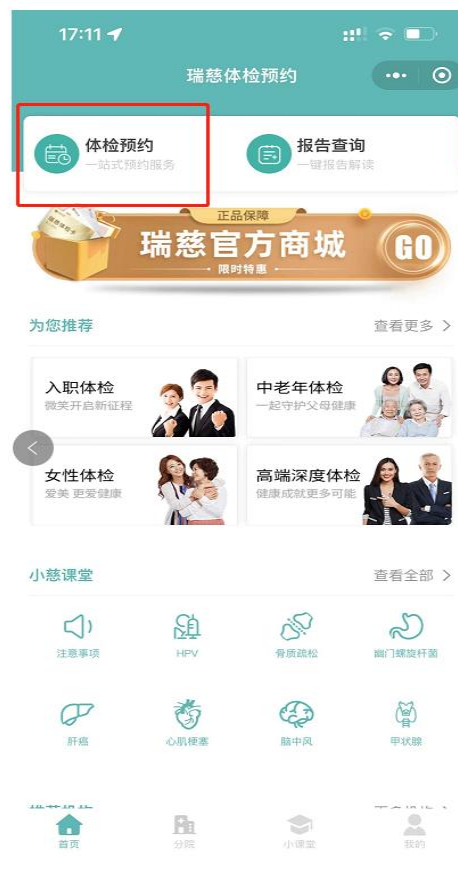 17:11
瑞慈体检预约
体检预约
一站式预约服务
报告查询
一键报告解读
正品保障
瑞慈官方商城
GO
限时特惠
为您推荐
查看更多
入职体检
微笑开启新征程
中老年体检
一起守护父母健康
女性体检
爱美 更爱健康
高端深度体检
健康成就更多可能
小慈课堂
查看全部
注意事项
HPV
骨质疏松
幽门螺旋杆菌
肝癌
心肌梗塞
脑中风
甲状腺
首页
分院
小课堂
我的